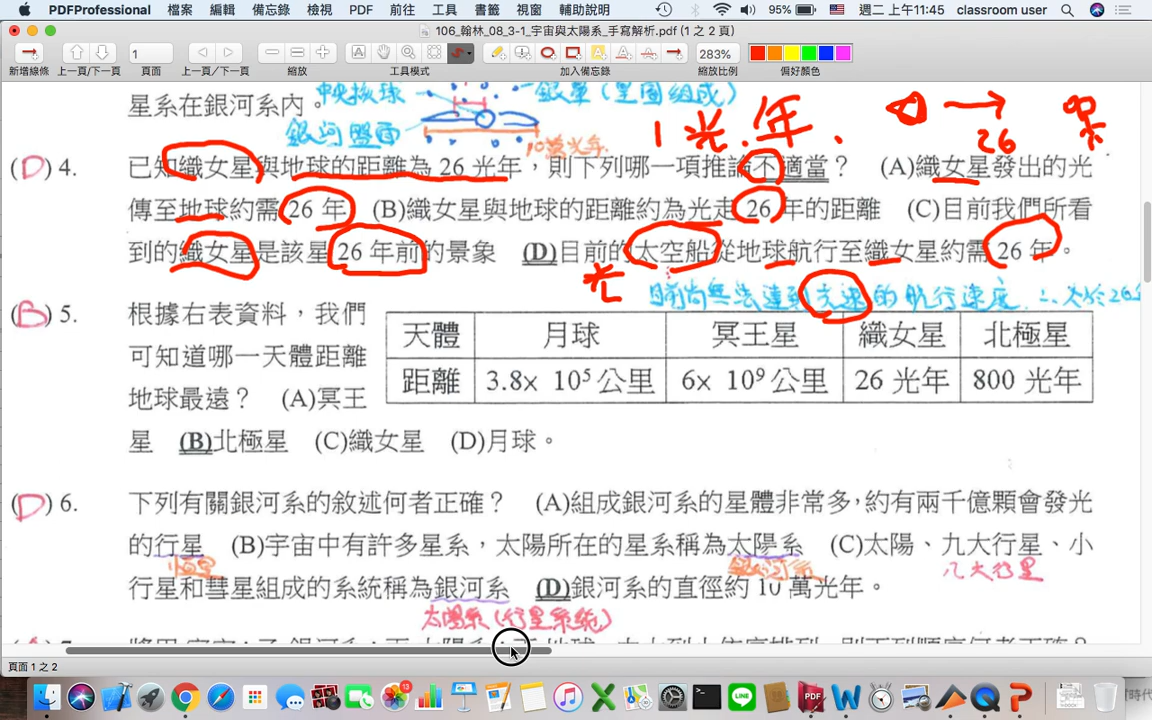 PDFProfessional 檔案 編輯 備忘錄 檢視 PDF 前往 工具 書籤 視窗 輔助說明 95% 週二 上午11:45 classroom user
106_翰林_08_3-1_宇宙與太陽系_手寫解析.pdf (1 之 2 頁)
1 283%
新增線條 上一頁/下一頁 頁面 上一頁/下一頁 縮放 工具模式 加入備忘錄 縮放比例 偏好顏色
中央核球 銀暈(星團組成)
星系在銀河系內。
銀河盤面 10萬光年
1光.年.
26
(D) 4. 已知織女星與地球的距離為 26 光年，則下列哪一項推論不適當？ (A)織女星發出的光
傳至地球約需 26 年 (B)織女星與地球的距離約為光走 26 年的距離 (C)目前我們所看
到的織女星是該星 26 年前的景象 (D)目前的太空船從地球航行至織女星約需 26 年。
光 目前尚無法達到光速的航行速度. ∴大於26
(B) 5. 根據右表資料，我們
可知道哪一天體距離
地球最遠？ (A)冥王
星 (B)北極星 (C)織女星 (D)月球。
天體 月球 冥王星 織女星 北極星
距離 3.8x 10⁵公里 6x 10⁹公里 26 光年 800 光年
(D) 6. 下列有關銀河系的敘述何者正確？ (A)組成銀河系的星體非常多，約有兩千億顆會發光
的行星 (B)宇宙中有許多星系，太陽所在的星系稱為太陽系 (C)太陽、九大行星、小
恆星 銀河系 八大行星
行星和彗星組成的系統稱為銀河系 (D)銀河系的直徑約 10 萬光年。
太陽系(行星系統)
頁面 1 之 2